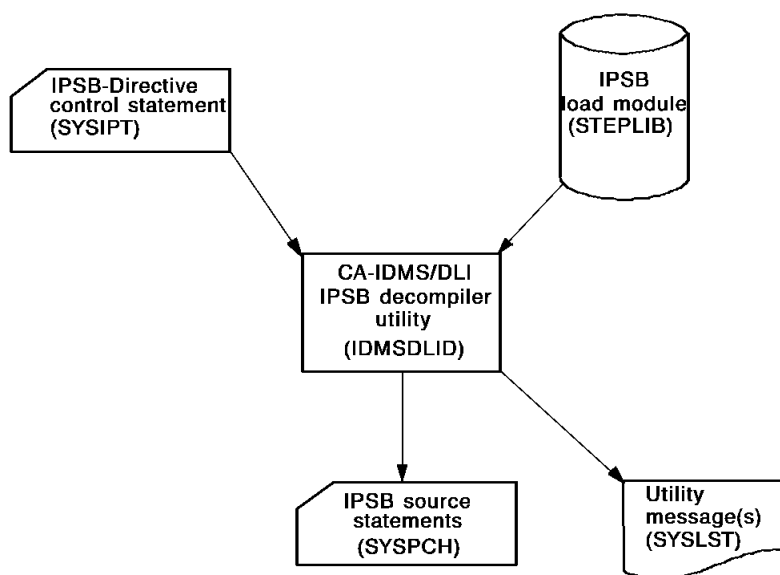 IPSB-Directive
control statement
(SYSIPT)
IPSB
load module
(STEPLIB)
CA-IDMS/DLI
IPSB decompiler
utility
(IDMSDLID)
IPSB source
statements
(SYSPCH)
Utility
message(s)
(SYSLST)